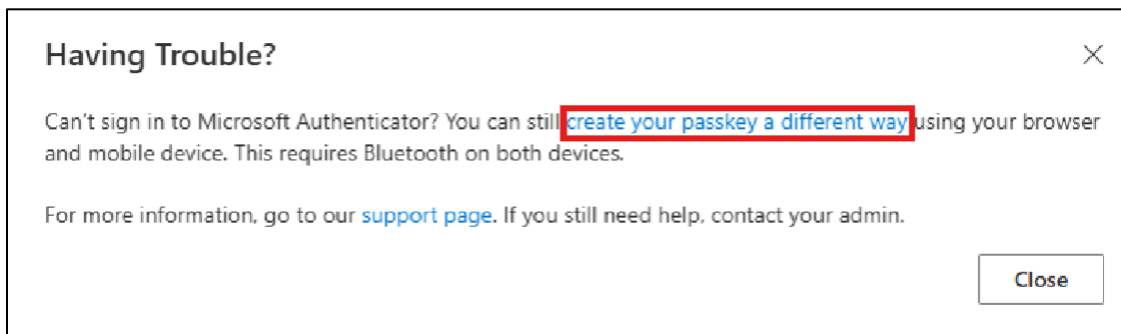 Having Trouble?
Can't sign in to Microsoft Authenticator? You can still create your passkey a different way using your browser
and mobile device. This requires Bluetooth on both devices.
For more information, go to our support page. If you still need help, contact your admin.
Close